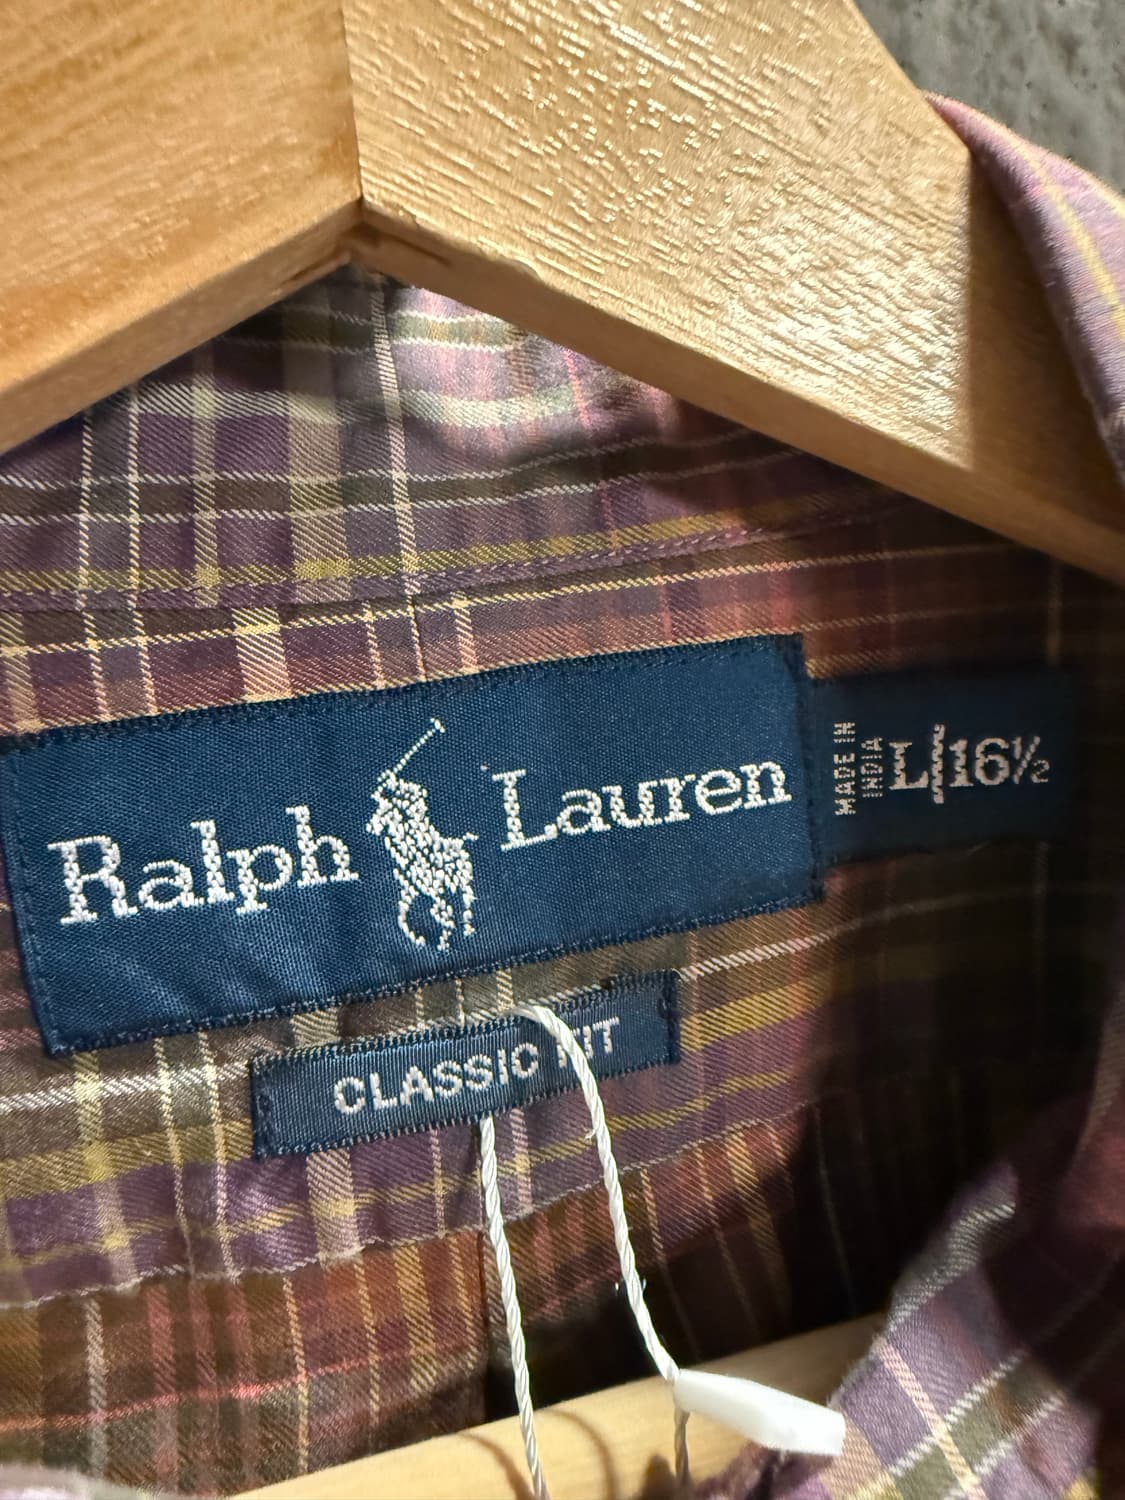 Ralph Lauren
MADE IN
INDIA
L/16½
CLASSIC FIT